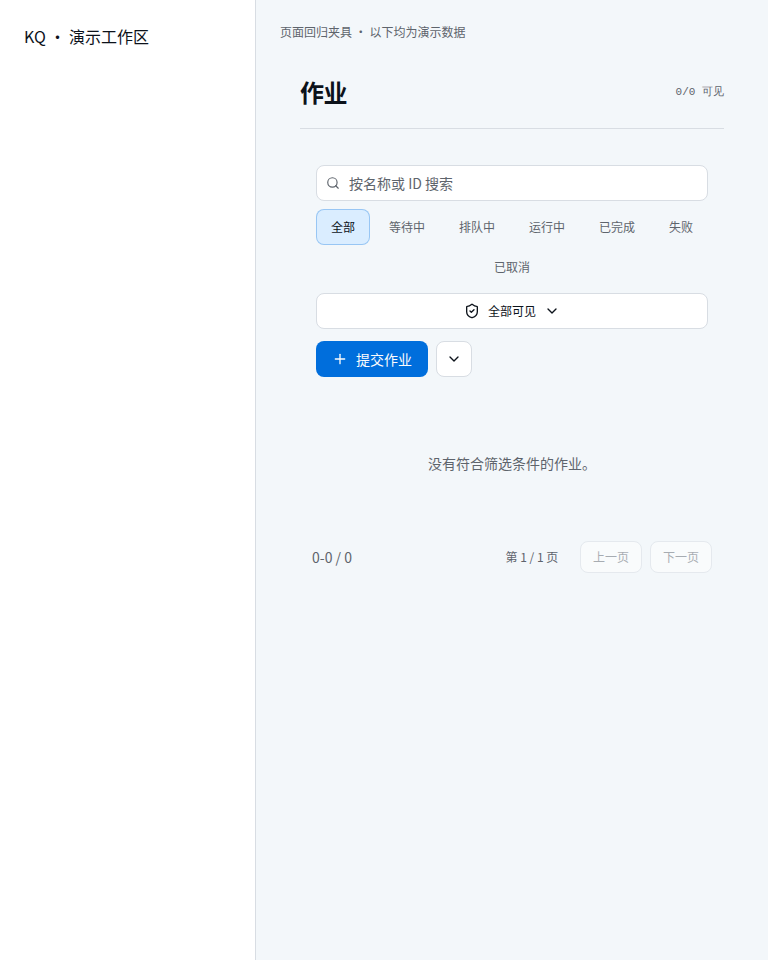 KQ • 演示工作区
页面回归夹具 • 以下均为演示数据
作业
0/0 可见
按名称或 ID 搜索
全部 等待中 排队中 运行中 已完成 失败
已取消
全部可见
提交作业
没有符合筛选条件的作业。
0-0 / 0 第 1 / 1 页 上一页 下一页